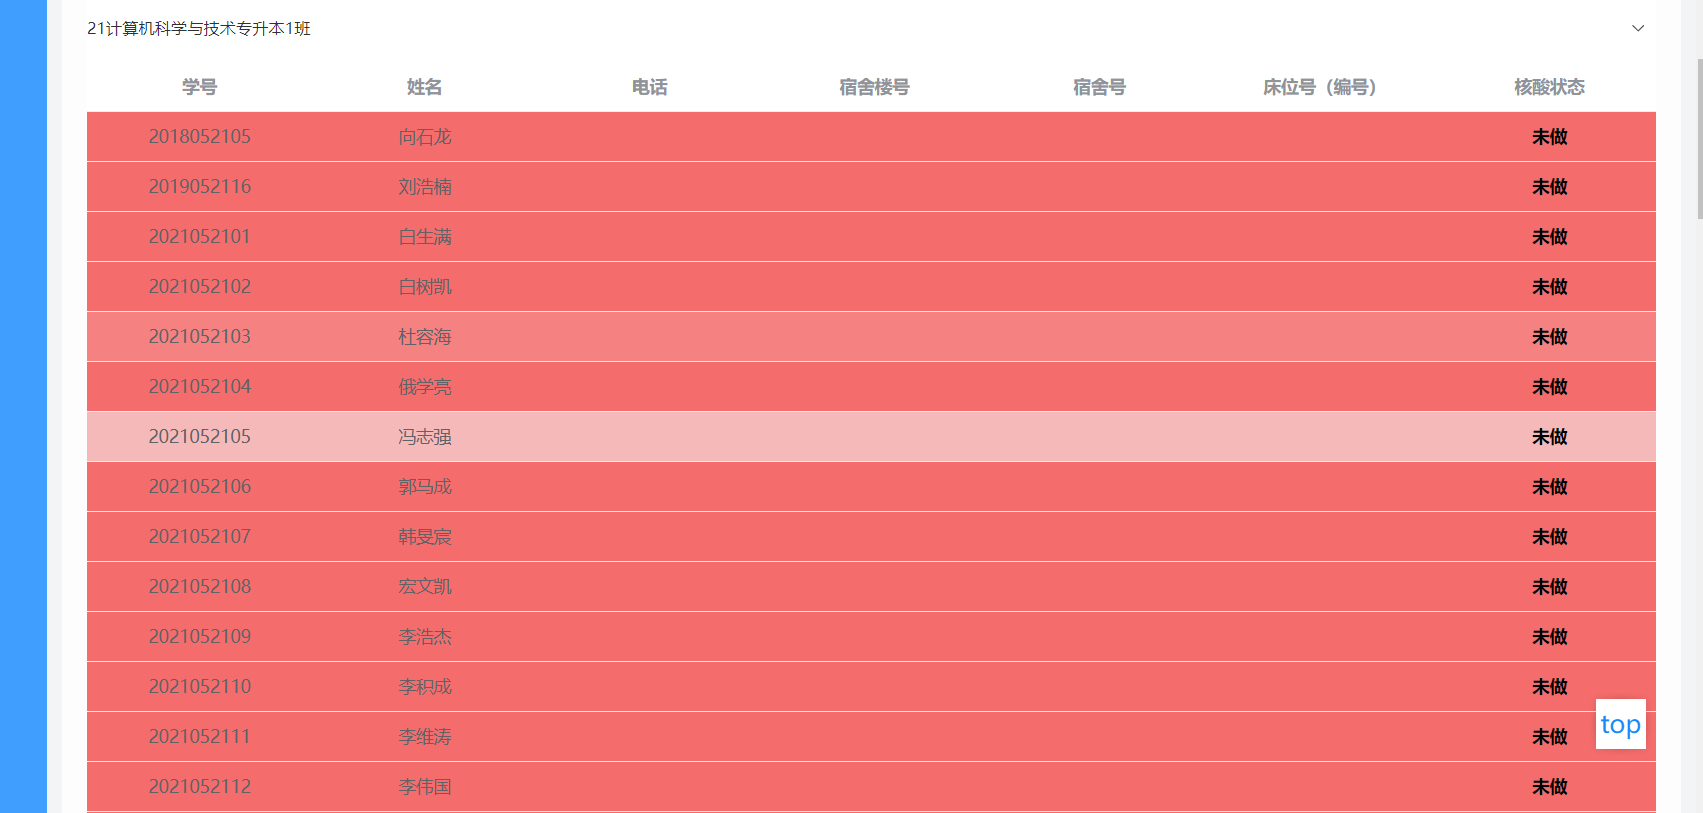 21计算机科学与技术专升本1班
学号 姓名 电话 宿舍楼号 宿舍号 床位号（编号） 核酸状态
2018052105 向石龙 未做
2019052116 刘浩楠 未做
2021052101 白生满 未做
2021052102 白树凯 未做
2021052103 杜容海 未做
2021052104 俄学亮 未做
2021052105 冯志强 未做
2021052106 郭马成 未做
2021052107 韩旻宸 未做
2021052108 宏文凯 未做
2021052109 李浩杰 未做
2021052110 李积成 未做
2021052111 李维涛 未做
top
2021052112 李伟国 未做